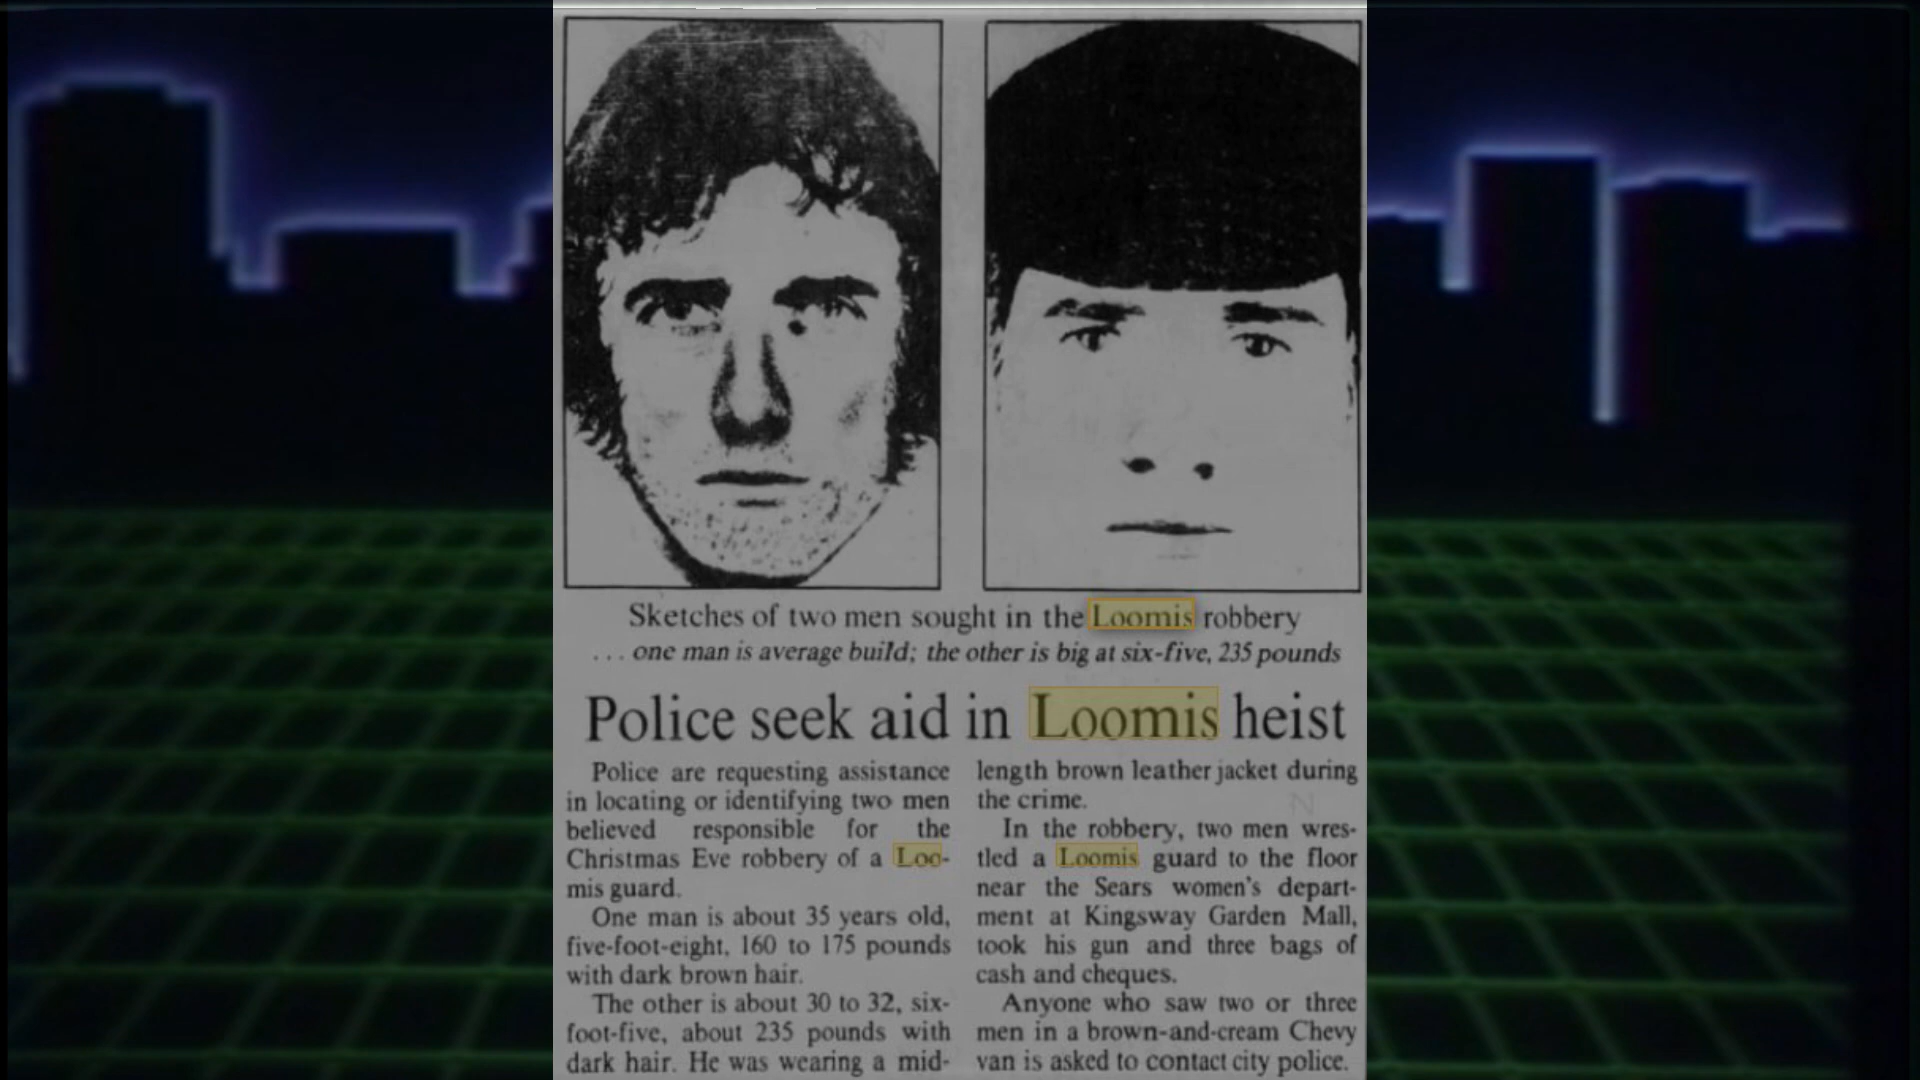 Sketches of two men sought in the Loomis robbery
. . . one man is average build; the other is big at six-five, 235 pounds
Police seek aid in Loomis heist
Police are requesting assistance
in locating or identifying two men
believed responsible for the
Christmas Eve robbery of a Loo-
mis guard.
One man is about 35 years old,
five-foot-eight, 160 to 175 pounds
with dark brown hair.
The other is about 30 to 32, six-
foot-five, about 235 pounds with
dark hair. He was wearing a mid-
length brown leather jacket during
the crime.
In the robbery, two men wres-
tled a Loomis guard to the floor
near the Sears women's depart-
ment at Kingsway Garden Mall,
took his gun and three bags of
cash and cheques.
Anyone who saw two or three
men in a brown-and-cream Chevy
van is asked to contact city police.